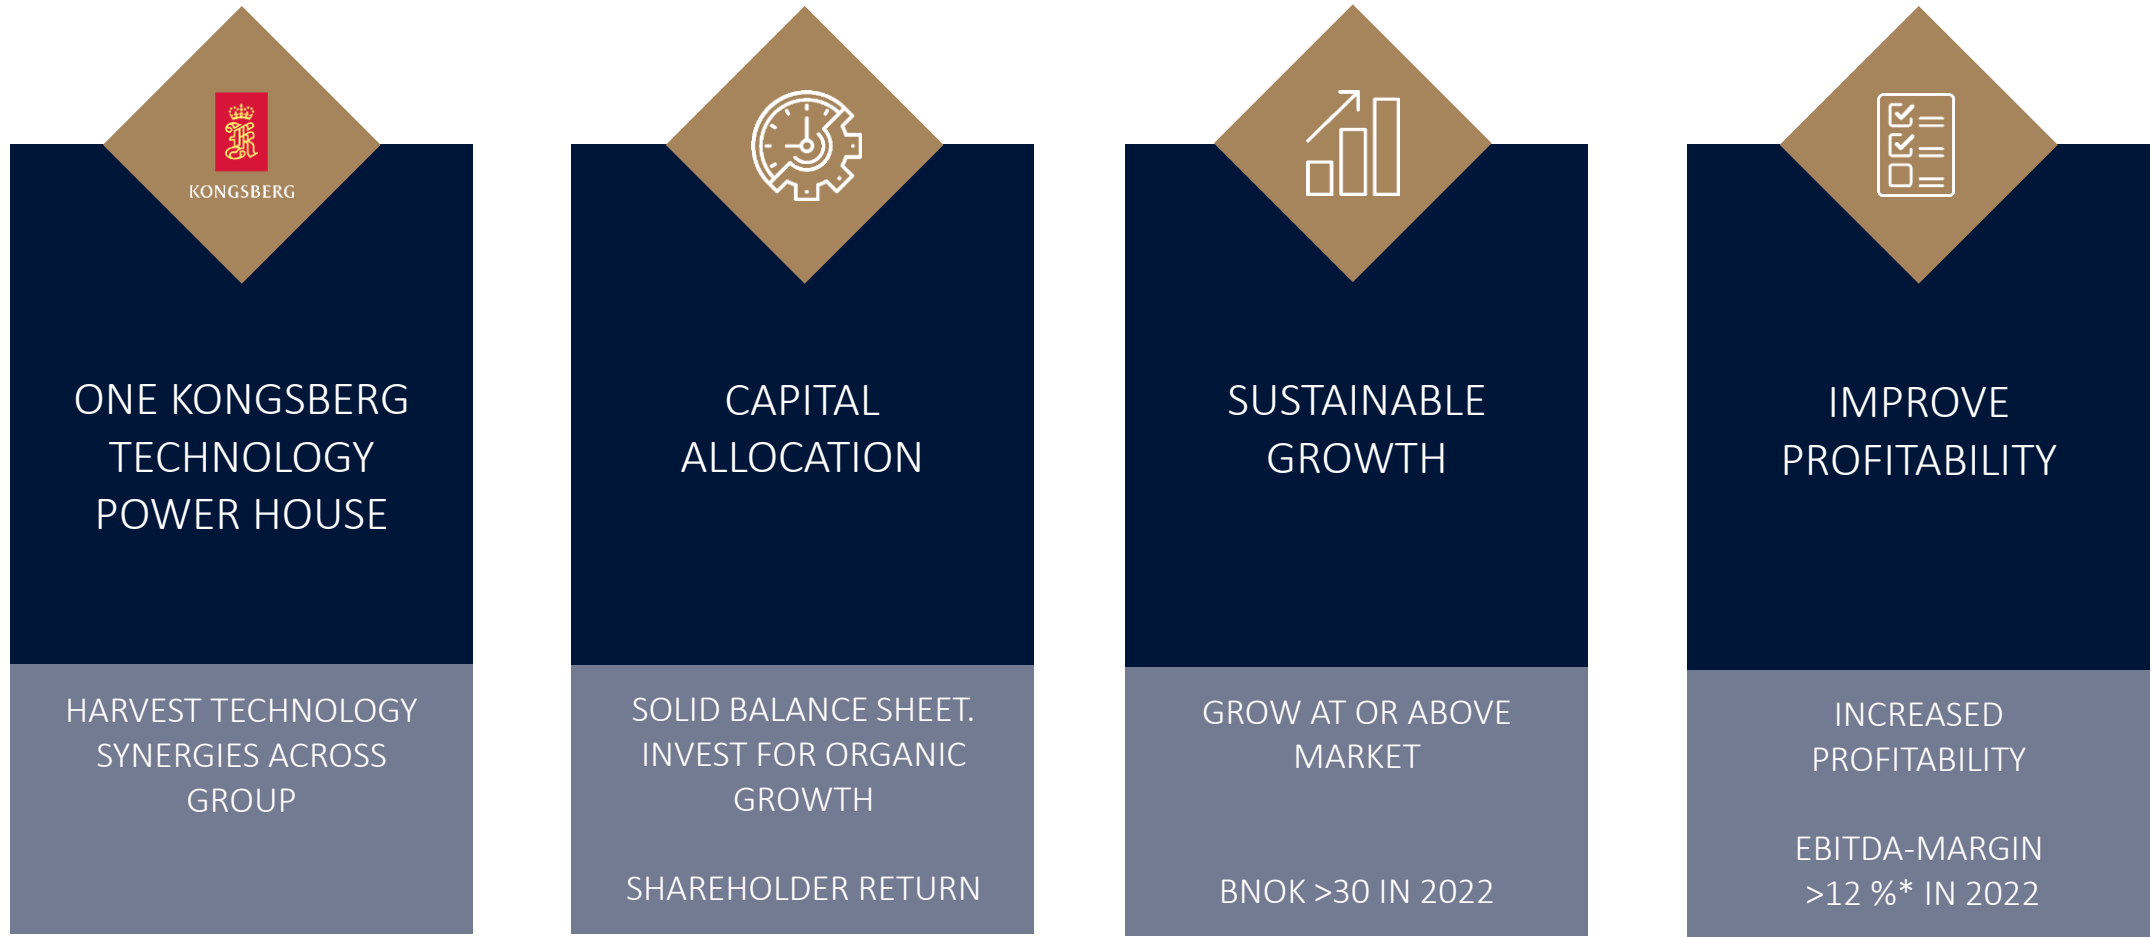 KONGSBERG
ONE KONGSBERG
TECHNOLOGY
POWER HOUSE
HARVEST TECHNOLOGY
SYNERGIES ACROSS
GROUP
CAPITAL
ALLOCATION
SOLID BALANCE SHEET.
INVEST FOR ORGANIC
GROWTH
SHAREHOLDER RETURN
SUSTAINABLE
GROWTH
GROW AT OR ABOVE
MARKET
BNOK >30 IN 2022
IMPROVE
PROFITABILITY
INCREASED
PROFITABILITY
EBITDA-MARGIN
>12 %* IN 2022